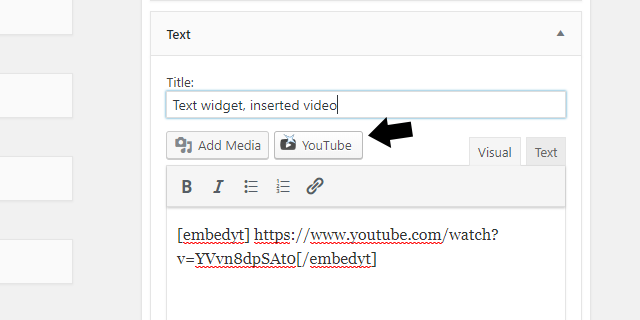 Text
Title:
Text widget, inserted video
Add Media YouTube
Visual Text
B I
[embedyt] https://www.youtube.com/watch?
v=YVvn8dpSAt0[/embedyt]